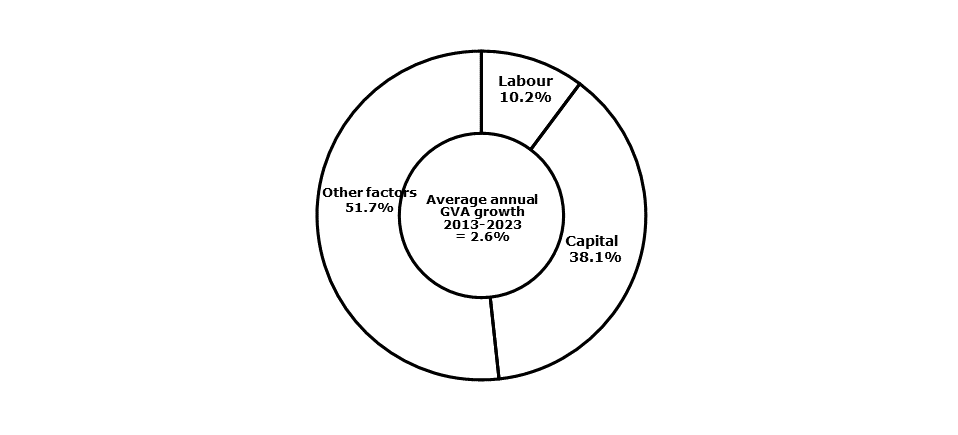 Labour
10.2%
Other factors
51.7%
Average annual
GVA growth
2013-2023
= 2.6%
Capital
38.1%